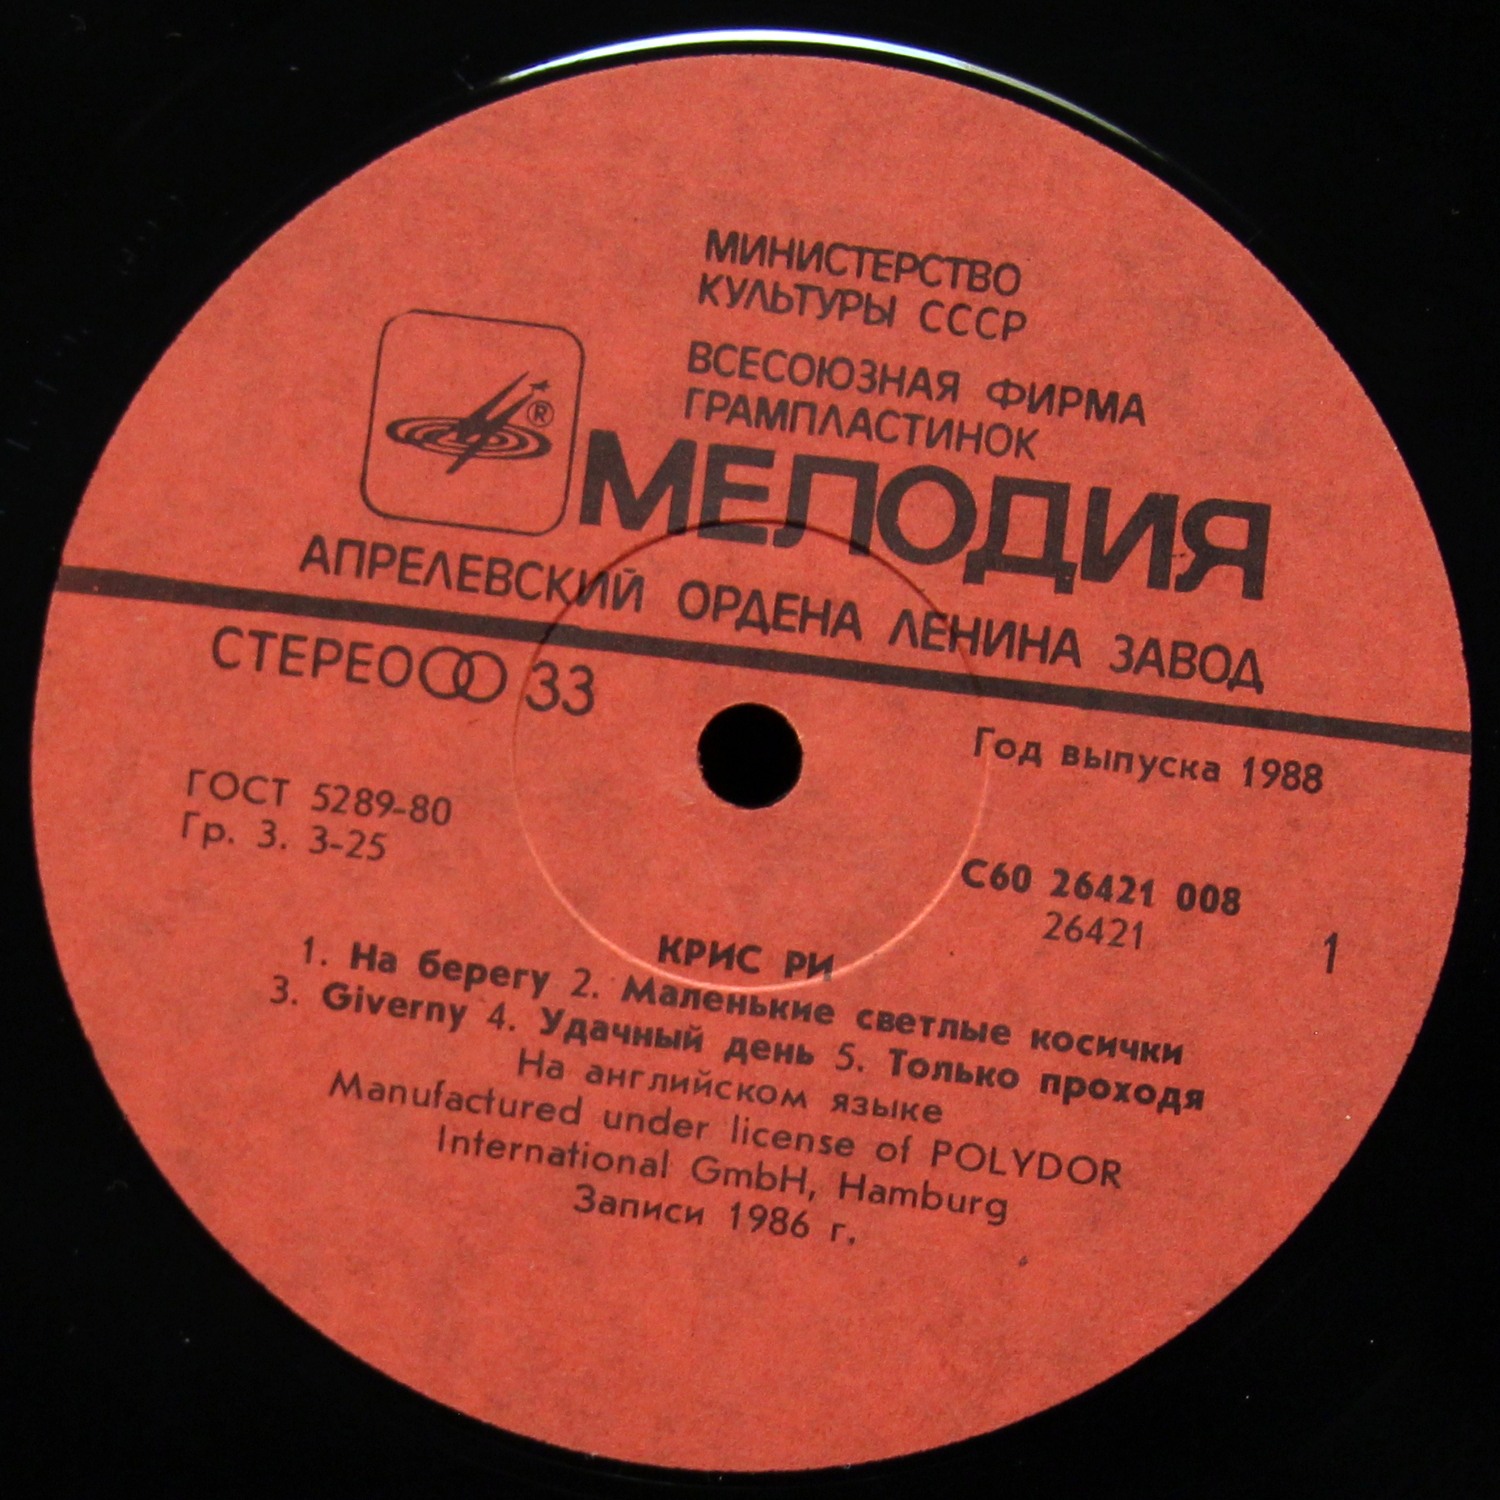 МИНИСТЕРСТВО
КУЛЬТУРЫ СССР
ВСЕСОЮЗНАЯ ФИРМА
ГРАМПЛАСТИНОК
®
МЕЛОДИЯ
АПРЕЛЕВСКИЙ ОРДЕНА ЛЕНИНА ЗАВОД
СТЕРЕО 33
Год выпуска 1988
ГОСТ 5289-80
Гр. 3. 3-25
С60 26421 008
26421
1
КРИС РИ
1. На берегу 2. Маленькие светлые косички
3. Giverny 4. Удачный день 5. Только проходя
На английском языке
Manufactured under license of POLYDOR
International GmbH, Hamburg
Записи 1986 г.